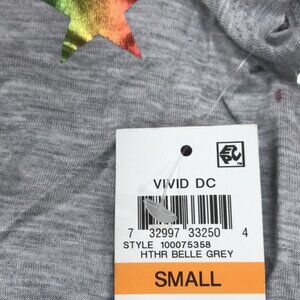 VIVID DC
7 32997 33250 4
STYLE 100075358
HTHR BELLE GREY
SMALL